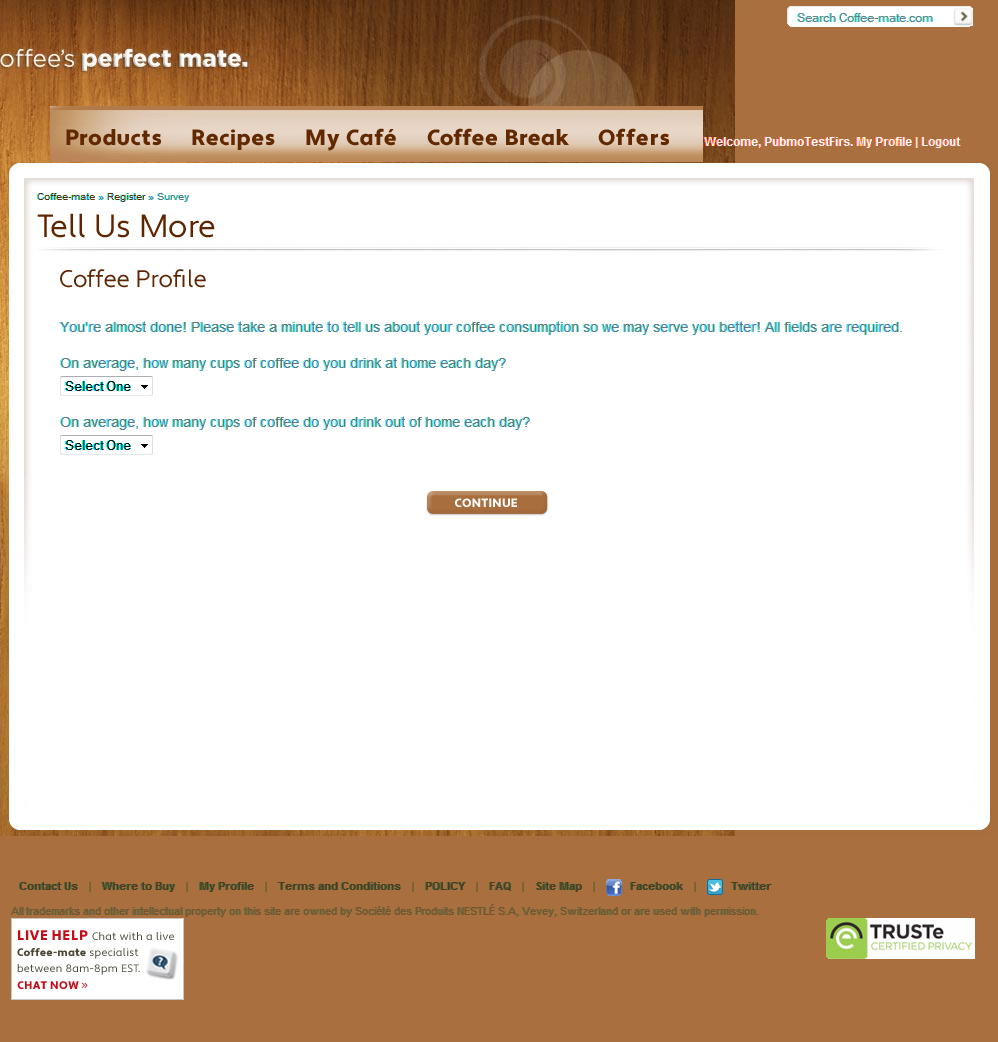 Search Coffee-mate.com
offee's perfect mate.
Products Recipes My Café Coffee Break Offers
Welcome, PubmoTestFirs. My Profile | Logout
Coffee-mate » Register » Survey
Tell Us More
Coffee Profile
You're almost done! Please take a minute to tell us about your coffee consumption so we may serve you better! All fields are required.
On average, how many cups of coffee do you drink at home each day?
Select One
On average, how many cups of coffee do you drink out of home each day?
Select One
CONTINUE
Contact Us | Where to Buy | My Profile | Terms and Conditions | POLICY | FAQ | Site Map | Facebook | Twitter
All trademarks and other intellectual property on this site are owned by Société des Produits NESTLÉ S.A, Vevey, Switzerland or are used with permission.
LIVE HELP Chat with a live
Coffee-mate specialist
between 8am-8pm EST.
CHAT NOW »
TRUSTe
CERTIFIED PRIVACY